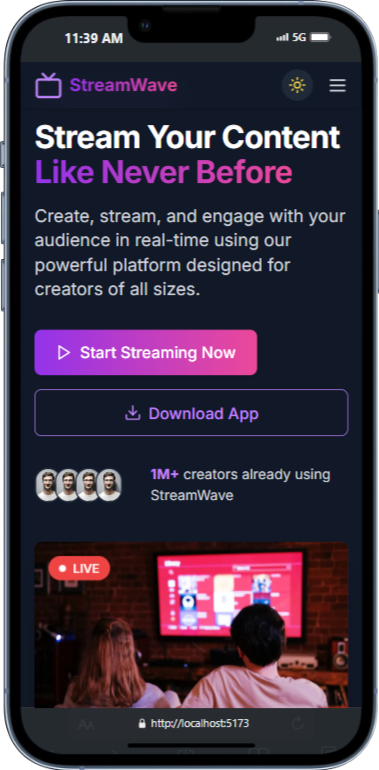 11:39 AM
5G
StreamWave
Stream Your Content
Like Never Before
Create, stream, and engage with your
audience in real-time using our
powerful platform designed for
creators of all sizes.
Start Streaming Now
Download App
1M+ creators already using
StreamWave
LIVE
AA
http://localhost:5173